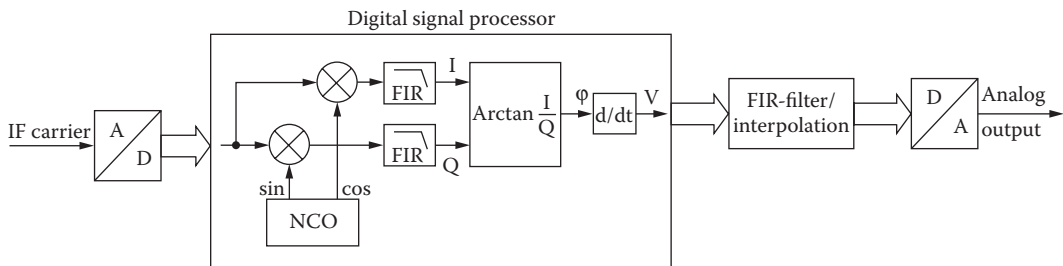 Digital signal processor
IF carrier
A
D
FIR
I
FIR
Q
sin
cos
NCO
Arctan I/Q
φ
d/dt
V
FIR-filter/
interpolation
D
A
Analog
output